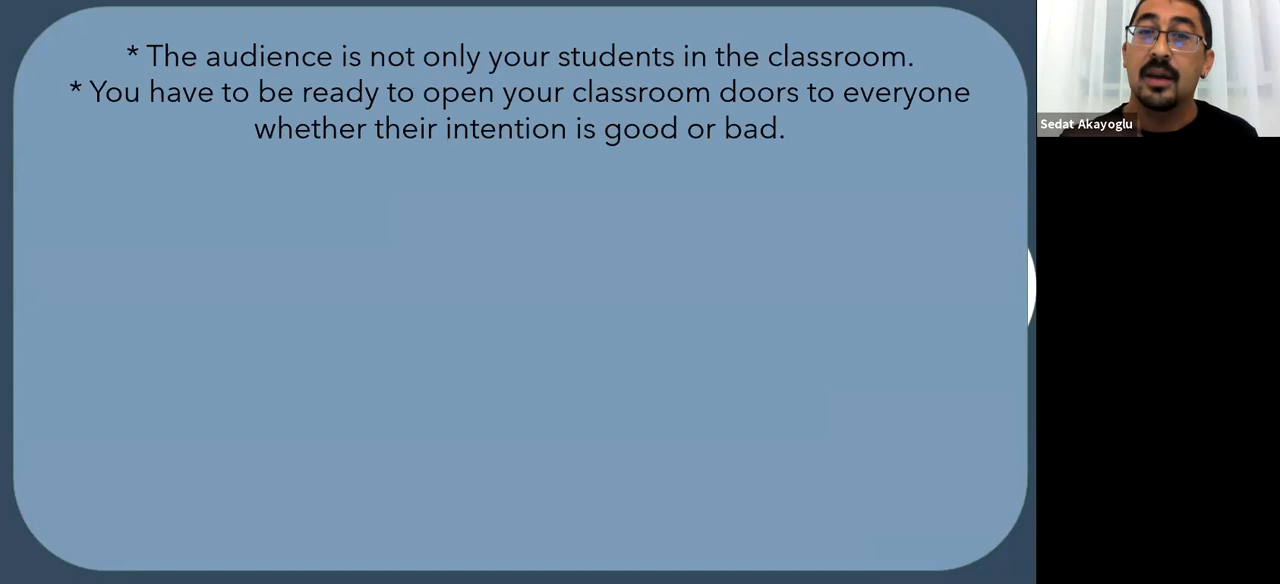 * The audience is not only your students in the classroom.
* You have to be ready to open your classroom doors to everyone
whether their intention is good or bad.
Sedat Akayoglu